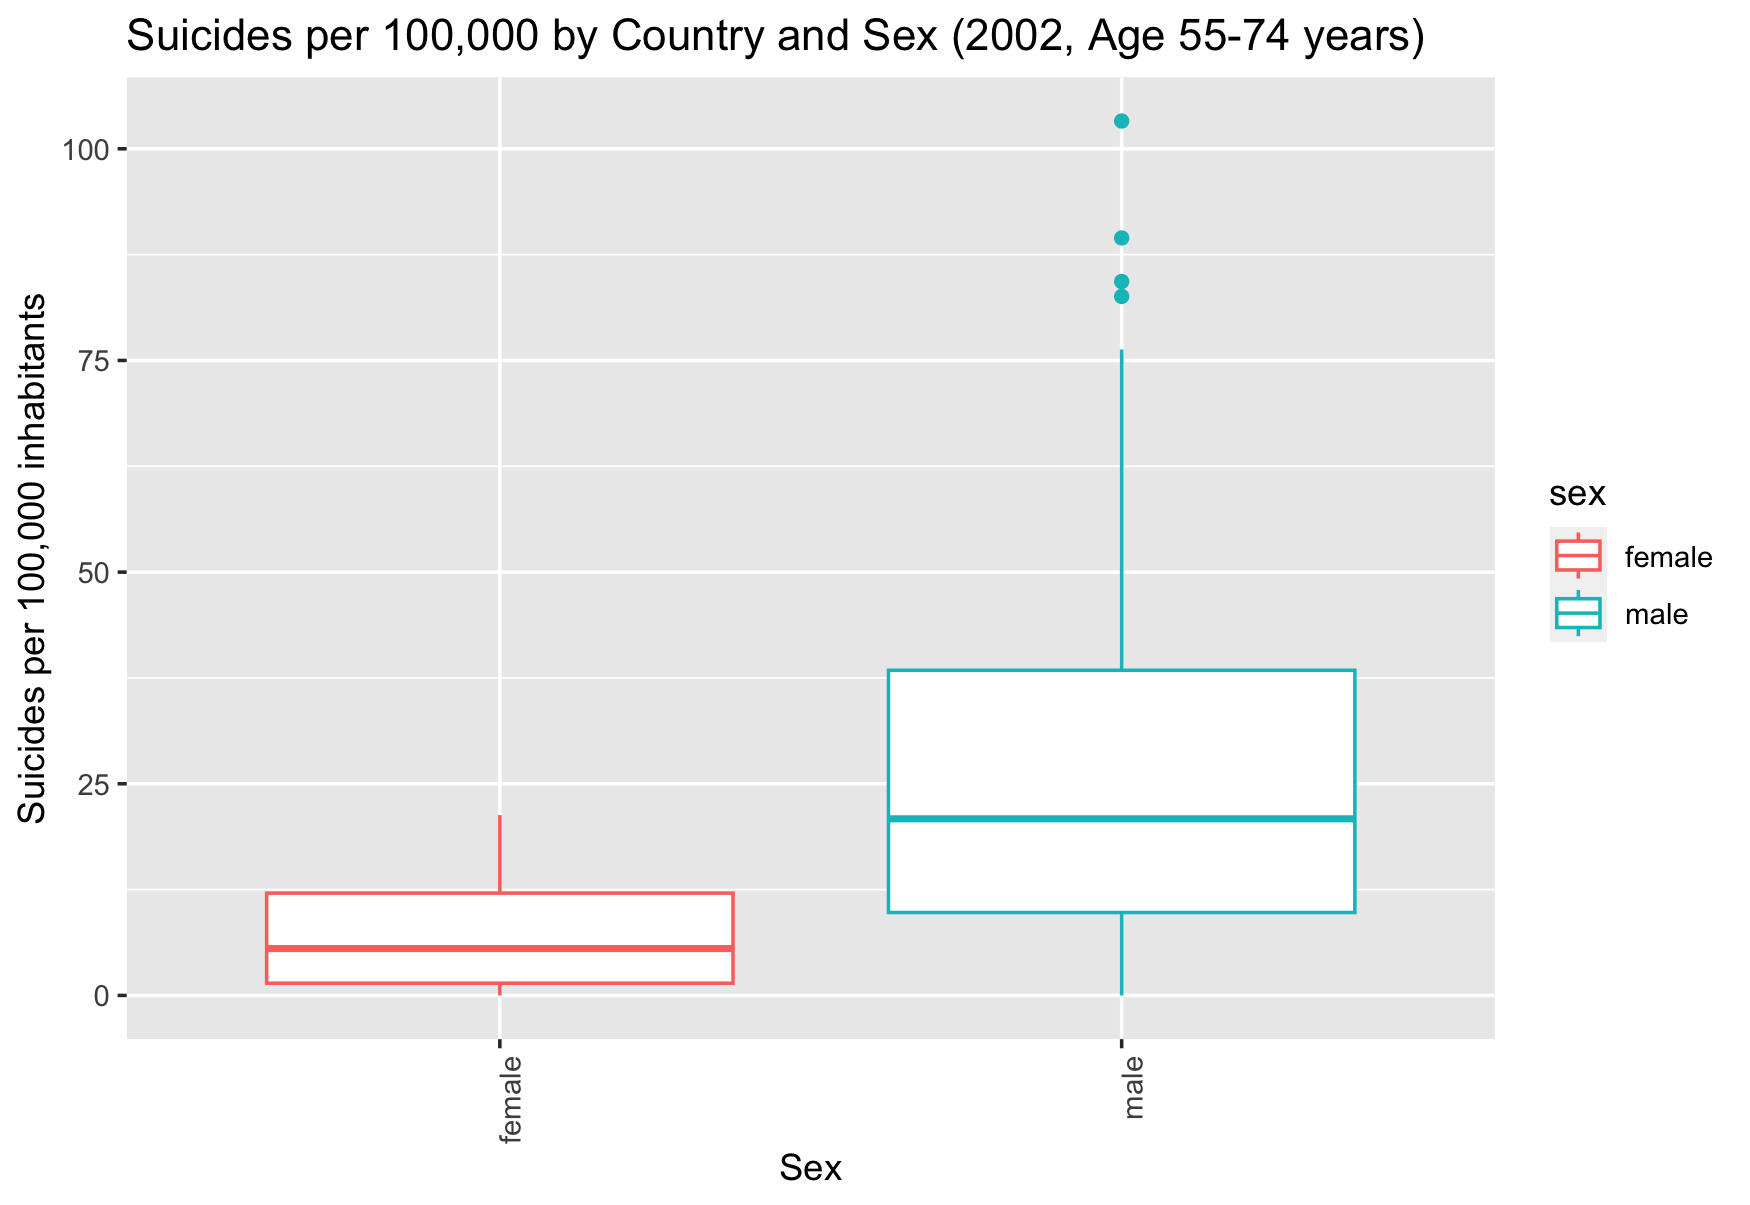 Suicides per 100,000 by Country and Sex (2002, Age 55-74 years)
Suicides per 100,000 inhabitants
100
75
50
25
0
female
male
Sex
sex
female
male